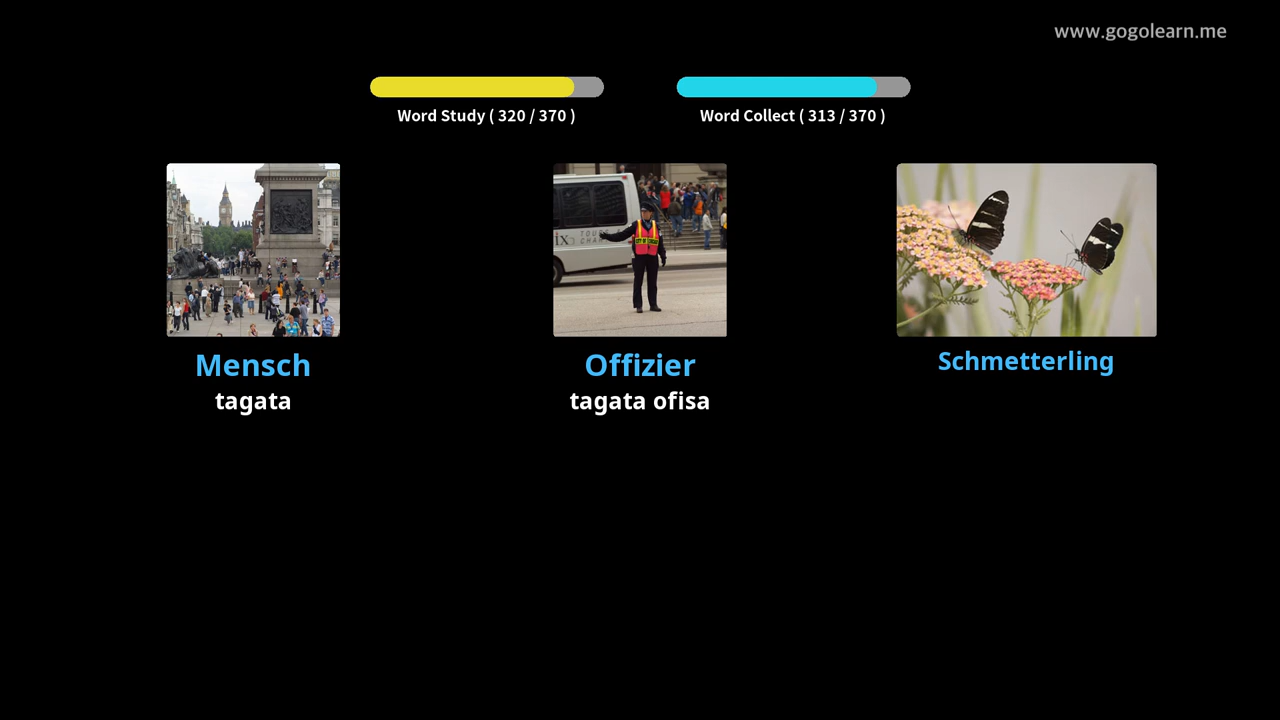 www.gogolearn.me
Word Study ( 320 / 370 )
Word Collect ( 313 / 370 )
Mensch
tagata
Offizier
tagata ofisa
Schmetterling